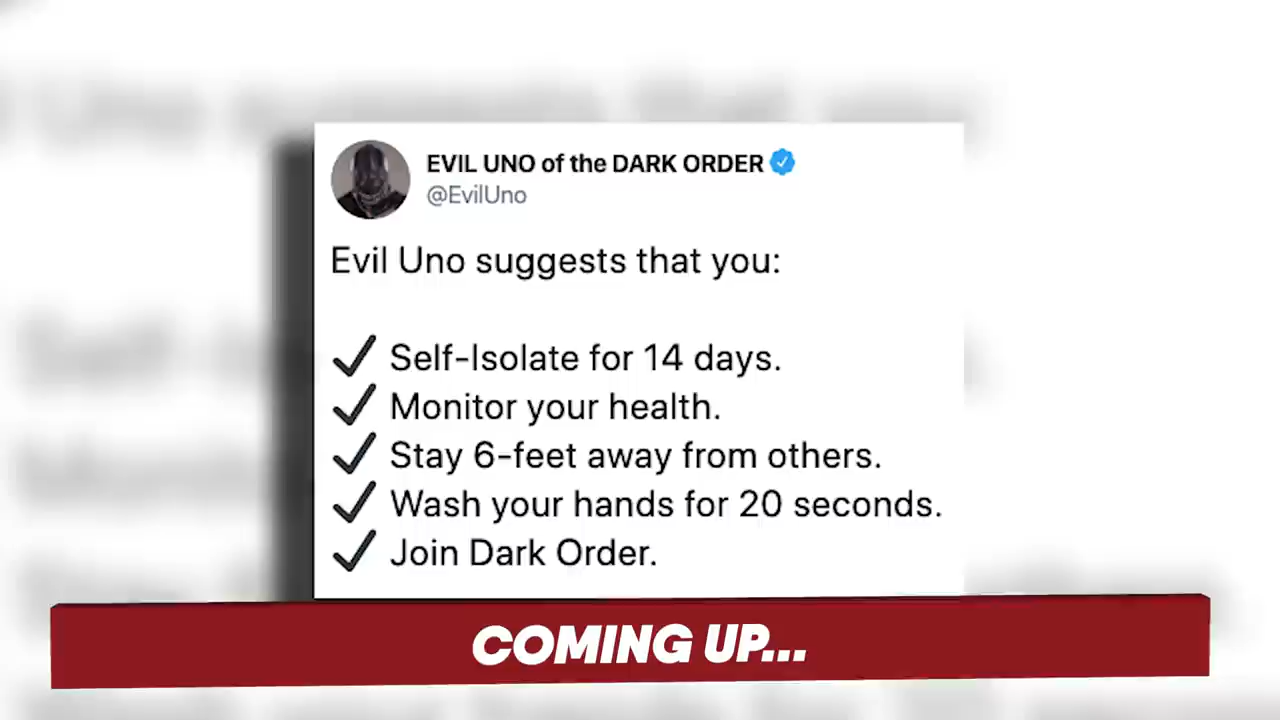 EVIL UNO of the DARK ORDER
@EvilUno
Evil Uno suggests that you:
✔ Self-Isolate for 14 days.
✔ Monitor your health.
✔ Stay 6-feet away from others.
✔ Wash your hands for 20 seconds.
✔ Join Dark Order.
COMING UP...